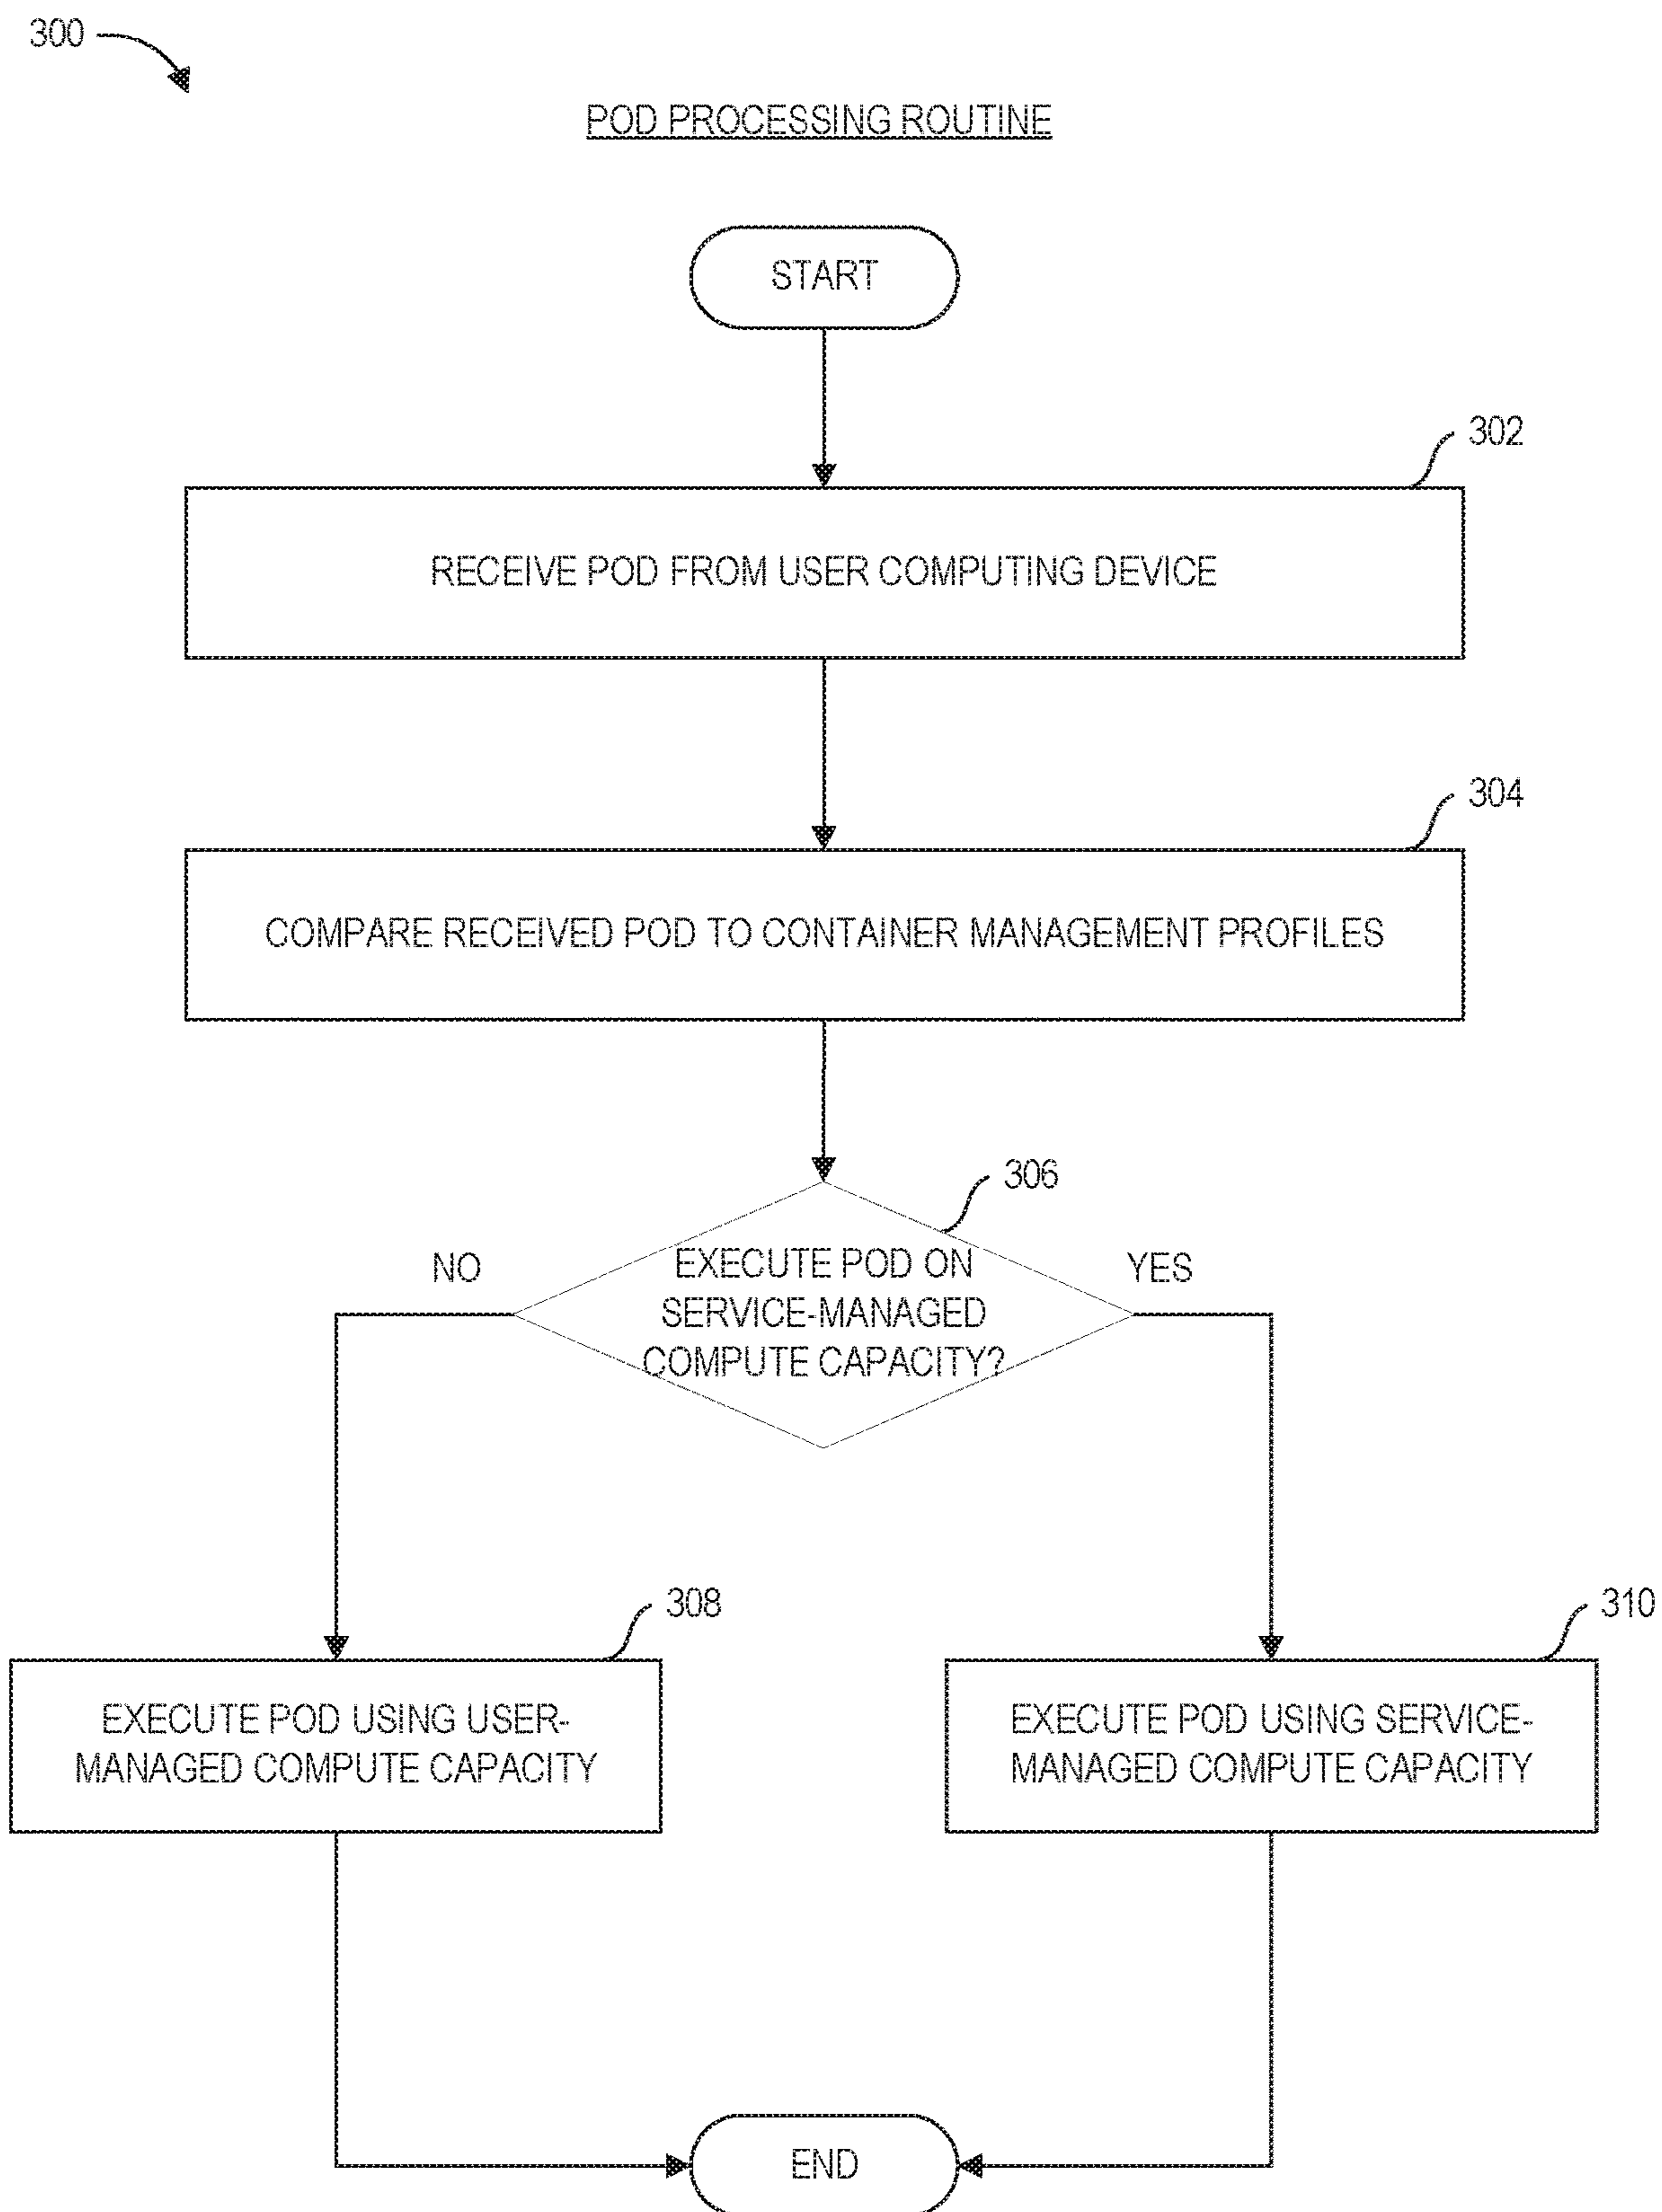 300
POD PROCESSING ROUTINE
START
302
RECEIVE POD FROM USER COMPUTING DEVICE
304
COMPARE RECEIVED POD TO CONTAINER MANAGEMENT PROFILES
306
NO
EXECUTE POD ON
SERVICE-MANAGED
COMPUTE CAPACITY?
YES
308
EXECUTE POD USING USER-
MANAGED COMPUTE CAPACITY
310
EXECUTE POD USING SERVICE-
MANAGED COMPUTE CAPACITY
END